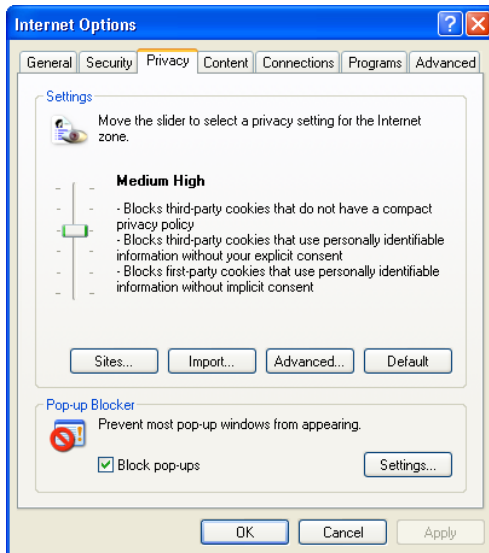 Internet Options
General Security Privacy Content Connections Programs Advanced
Settings
Move the slider to select a privacy setting for the Internet
zone.
Medium High
- Blocks third-party cookies that do not have a compact
privacy policy
- Blocks third-party cookies that use personally identifiable
information without your explicit consent
- Blocks first-party cookies that use personally identifiable
information without implicit consent
Sites... Import... Advanced... Default
Pop-up Blocker
Prevent most pop-up windows from appearing.
Block pop-ups Settings...
OK Cancel Apply